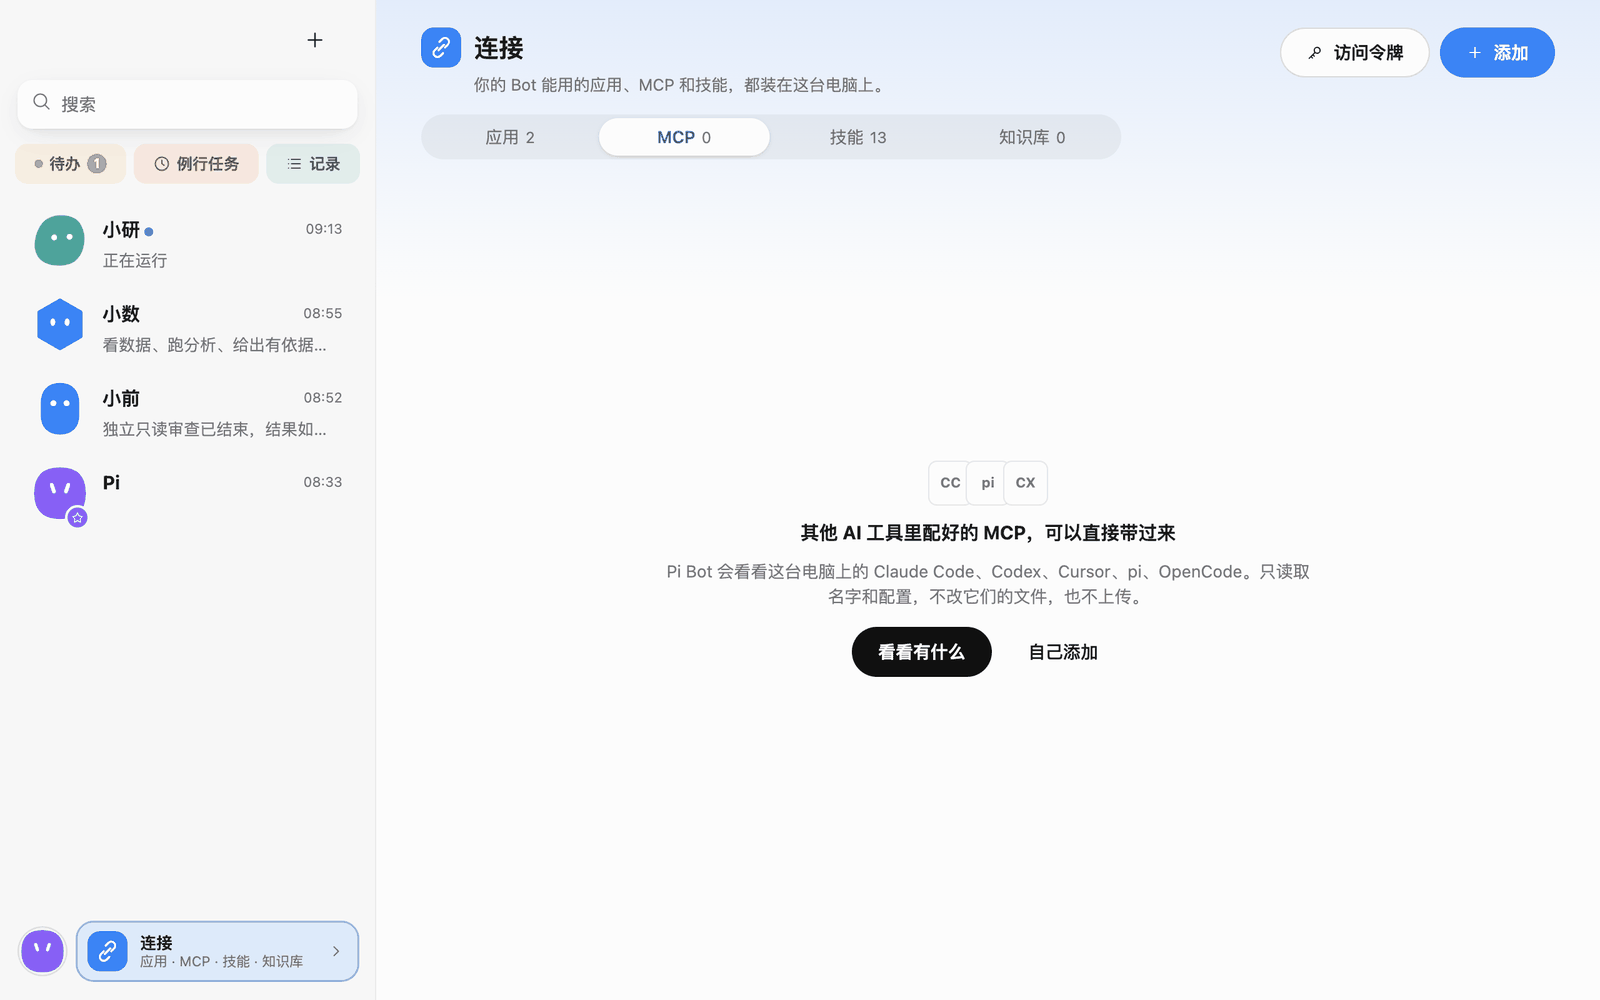 搜索
待办 1
例行任务
记录
小研
09:13
正在运行
小数
08:55
看数据、跑分析、给出有依据...
小前
08:52
独立只读审查已结束，结果如...
Pi
08:33
连接
应用 · MCP · 技能 · 知识库
连接
你的 Bot 能用的应用、MCP 和技能，都装在这台电脑上。
访问令牌
添加
应用 2
MCP 0
技能 13
知识库 0
CC
pi
CX
其他 AI 工具里配好的 MCP，可以直接带过来
Pi Bot 会看看这台电脑上的 Claude Code、Codex、Cursor、pi、OpenCode。只读取
名字和配置，不改它们的文件，也不上传。
看看有什么
自己添加